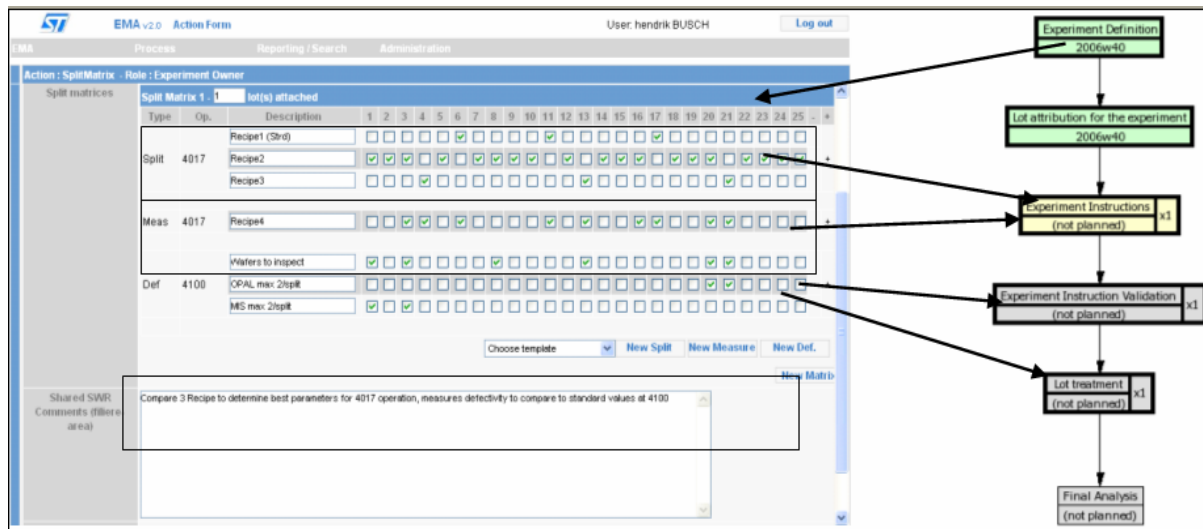 ST EMA v2.0 Action Form User: hendrik BUSCH Log out
EMA Process Reporting / Search Administration
Action : SplitMatrix - Role : Experiment Owner
Split matrices
Split Matrix 1 - 1 lot(s) attached
Type Op. Description 1 2 3 4 5 6 7 8 9 10 11 12 13 14 15 16 17 18 19 20 21 22 23 24 25 - +
Recipe1 (Strd)
Split 4017 Recipe2 +
Recipe3
Meas 4017 Recipe4 +
Wafers to inspect
Def 4100 OPAL max 2/split +
MIS max 2/split
Choose template New Split New Measure New Def.
New Matrix
Shared SWR
Comments (filiere
area)
Compare 3 Recipe to determine best parameters for 4017 operation, measures defectivity to compare to standard values at 4100
Experiment Definition
2006w40
Lot attribution for the experiment
2006w40
Experiment Instructions x1
(not planned)
Experiment Instruction Validation x1
(not planned)
Lot treatment x1
(not planned)
Final Analysis
(not planned)